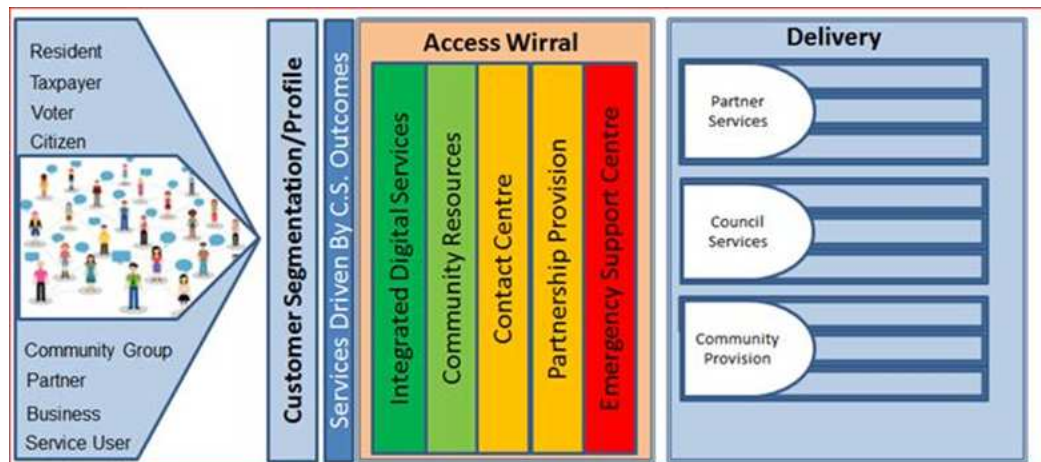 Resident
Taxpayer
Voter
Citizen
Community Group
Partner
Business
Service User
Customer Segmentation/Profile
Services Driven By C.S. Outcomes
Access Wirral
Integrated Digital Services
Community Resources
Contact Centre
Partnership Provision
Emergency Support Centre
Delivery
Partner
Services
Council
Services
Community
Provision